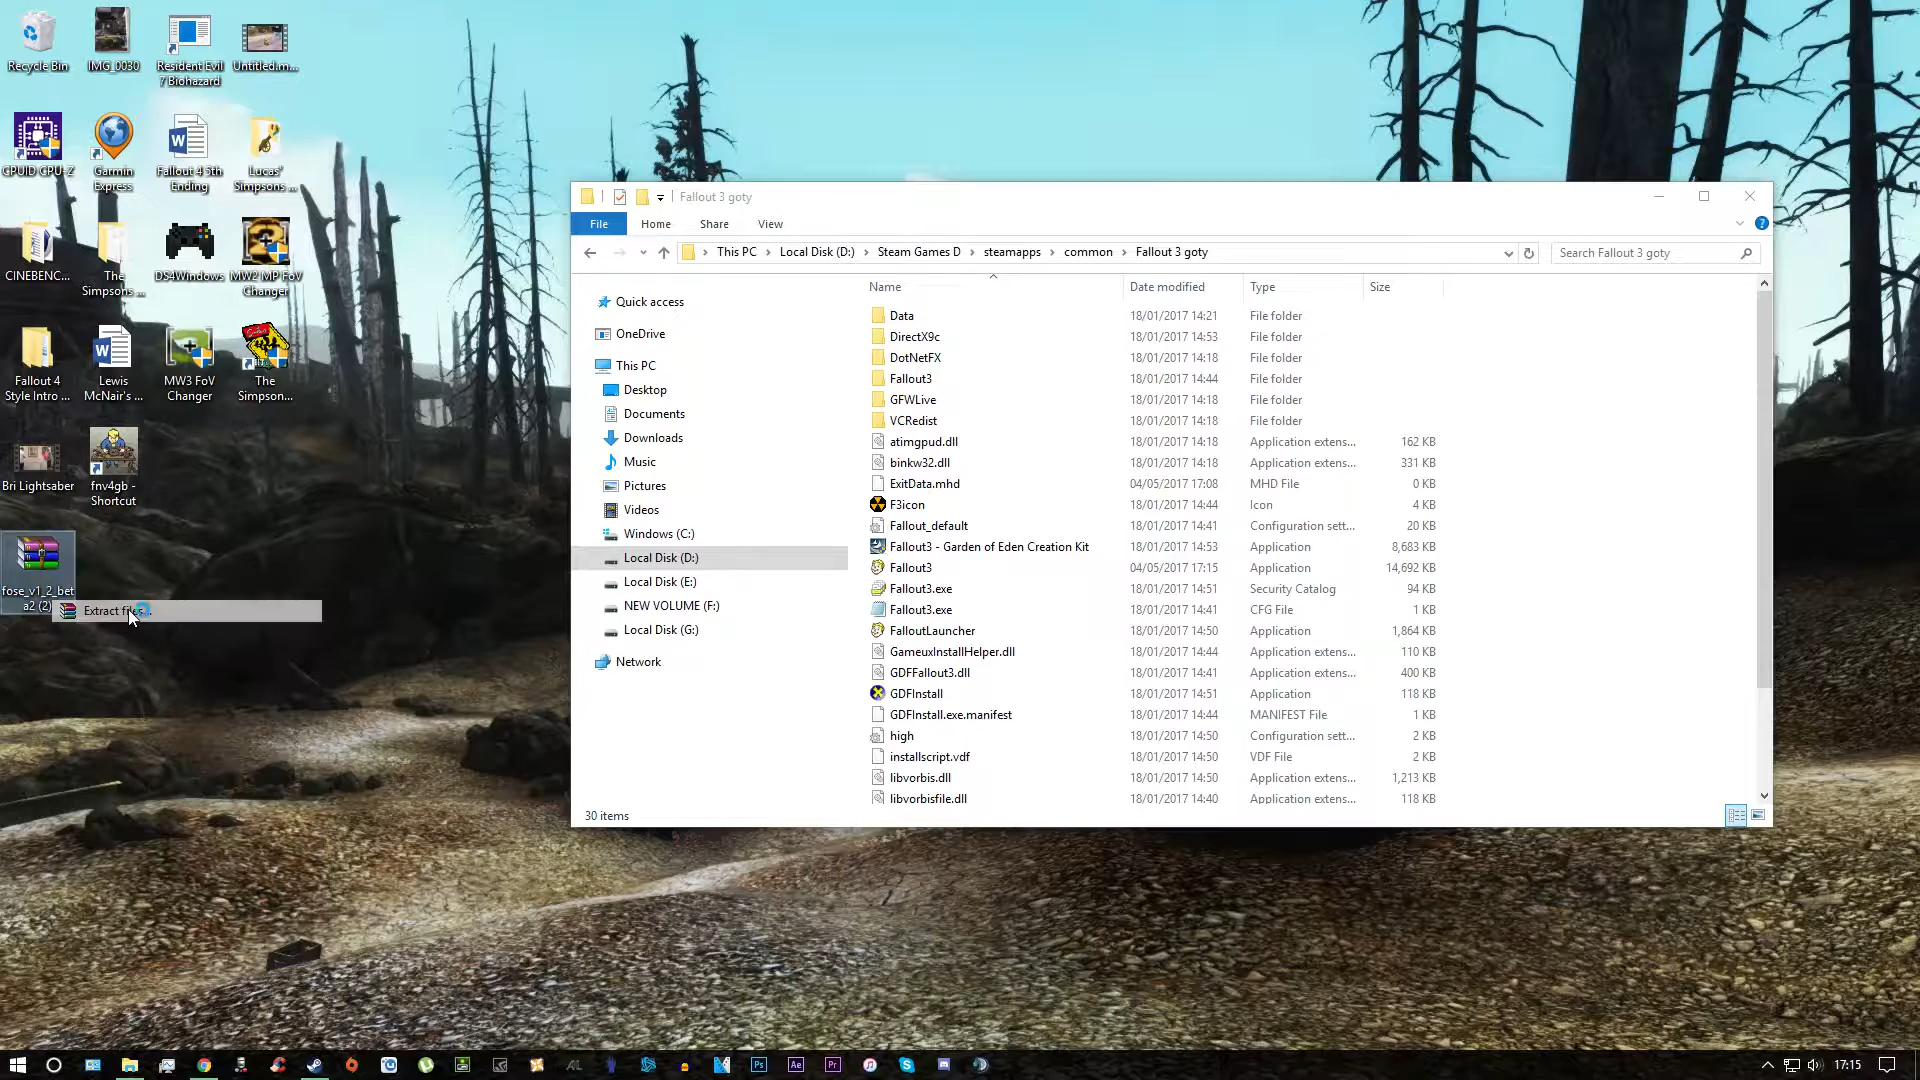 Recycle Bin
IMG_0030
Resident Evil
7 Biohazard
Untitled.m...
CPUID CPU-Z
Garmin
Express
Fallout 4 5th
Ending
Lucas'
Simpsons ...
CINEBENC...
The
Simpsons ...
DS4Windows
MW2 MP FoV
Changer
Fallout 4
Style Intro ...
Lewis
McNair's ...
MW3 FoV
Changer
The
Simpson...
Bri Lightsaber
fnv4gb -
Shortcut
fose_v1_2_bet
a2 (2)
Extract files...
Fallout 3 goty
File
Home
Share
View
This PC
Local Disk (D:)
Steam Games D
steamapps
common
Fallout 3 goty
Search Fallout 3 goty
Quick access
OneDrive
This PC
Desktop
Documents
Downloads
Music
Pictures
Videos
Windows (C:)
Local Disk (D:)
Local Disk (E:)
NEW VOLUME (F:)
Local Disk (G:)
Network
Name Date modified Type Size
Data 18/01/2017 14:21 File folder
DirectX9c 18/01/2017 14:53 File folder
DotNetFX 18/01/2017 14:18 File folder
Fallout3 18/01/2017 14:44 File folder
GFWLive 18/01/2017 14:18 File folder
VCRedist 18/01/2017 14:18 File folder
atimgpud.dll 18/01/2017 14:18 Application extens... 162 KB
binkw32.dll 18/01/2017 14:18 Application extens... 331 KB
ExitData.mhd 04/05/2017 17:08 MHD File 0 KB
F3icon 18/01/2017 14:44 Icon 4 KB
Fallout_default 18/01/2017 14:41 Configuration sett... 20 KB
Fallout3 - Garden of Eden Creation Kit 18/01/2017 14:53 Application 8,683 KB
Fallout3 04/05/2017 17:15 Application 14,692 KB
Fallout3.exe 18/01/2017 14:51 Security Catalog 94 KB
Fallout3.exe 18/01/2017 14:41 CFG File 1 KB
FalloutLauncher 18/01/2017 14:50 Application 1,864 KB
GameuxInstallHelper.dll 18/01/2017 14:44 Application extens... 110 KB
GDFFallout3.dll 18/01/2017 14:41 Application extens... 400 KB
GDFInstall 18/01/2017 14:51 Application 118 KB
GDFInstall.exe.manifest 18/01/2017 14:44 MANIFEST File 1 KB
high 18/01/2017 14:50 Configuration sett... 2 KB
installscript.vdf 18/01/2017 14:50 VDF File 2 KB
libvorbis.dll 18/01/2017 14:50 Application extens... 1,213 KB
libvorbisfile.dll 18/01/2017 14:40 Application extens... 118 KB
30 items
Ps
Ae
Pr
17:15